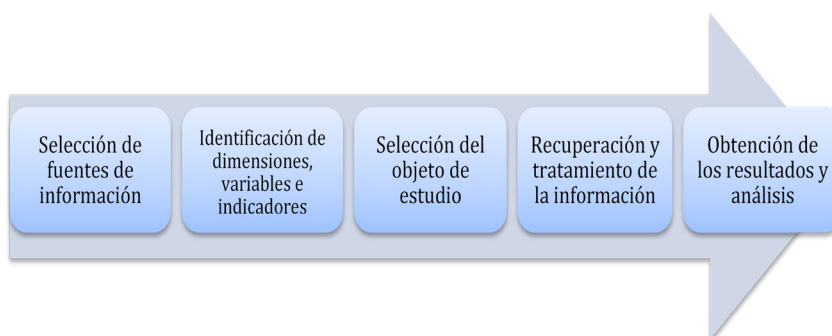 Selección de
fuentes de
información
Identificación de
dimensiones,
variables e
indicadores
Selección del
objeto de
estudio
Recuperación y
tratamiento de
la información
Obtención de
los resultados y
análisis